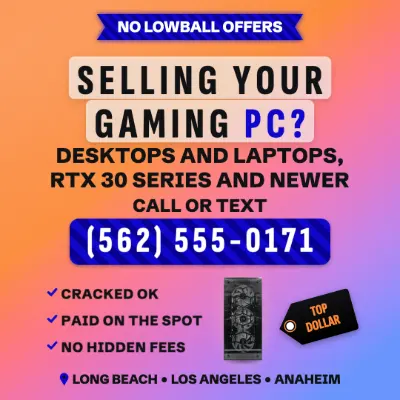 NO LOWBALL OFFERS
SELLING YOUR
GAMING PC?
DESKTOPS AND LAPTOPS,
RTX 30 SERIES AND NEWER
CALL OR TEXT
(562) 555-0171
CRACKED OK
PAID ON THE SPOT
NO HIDDEN FEES
TOP
DOLLAR
LONG BEACH • LOS ANGELES • ANAHEIM